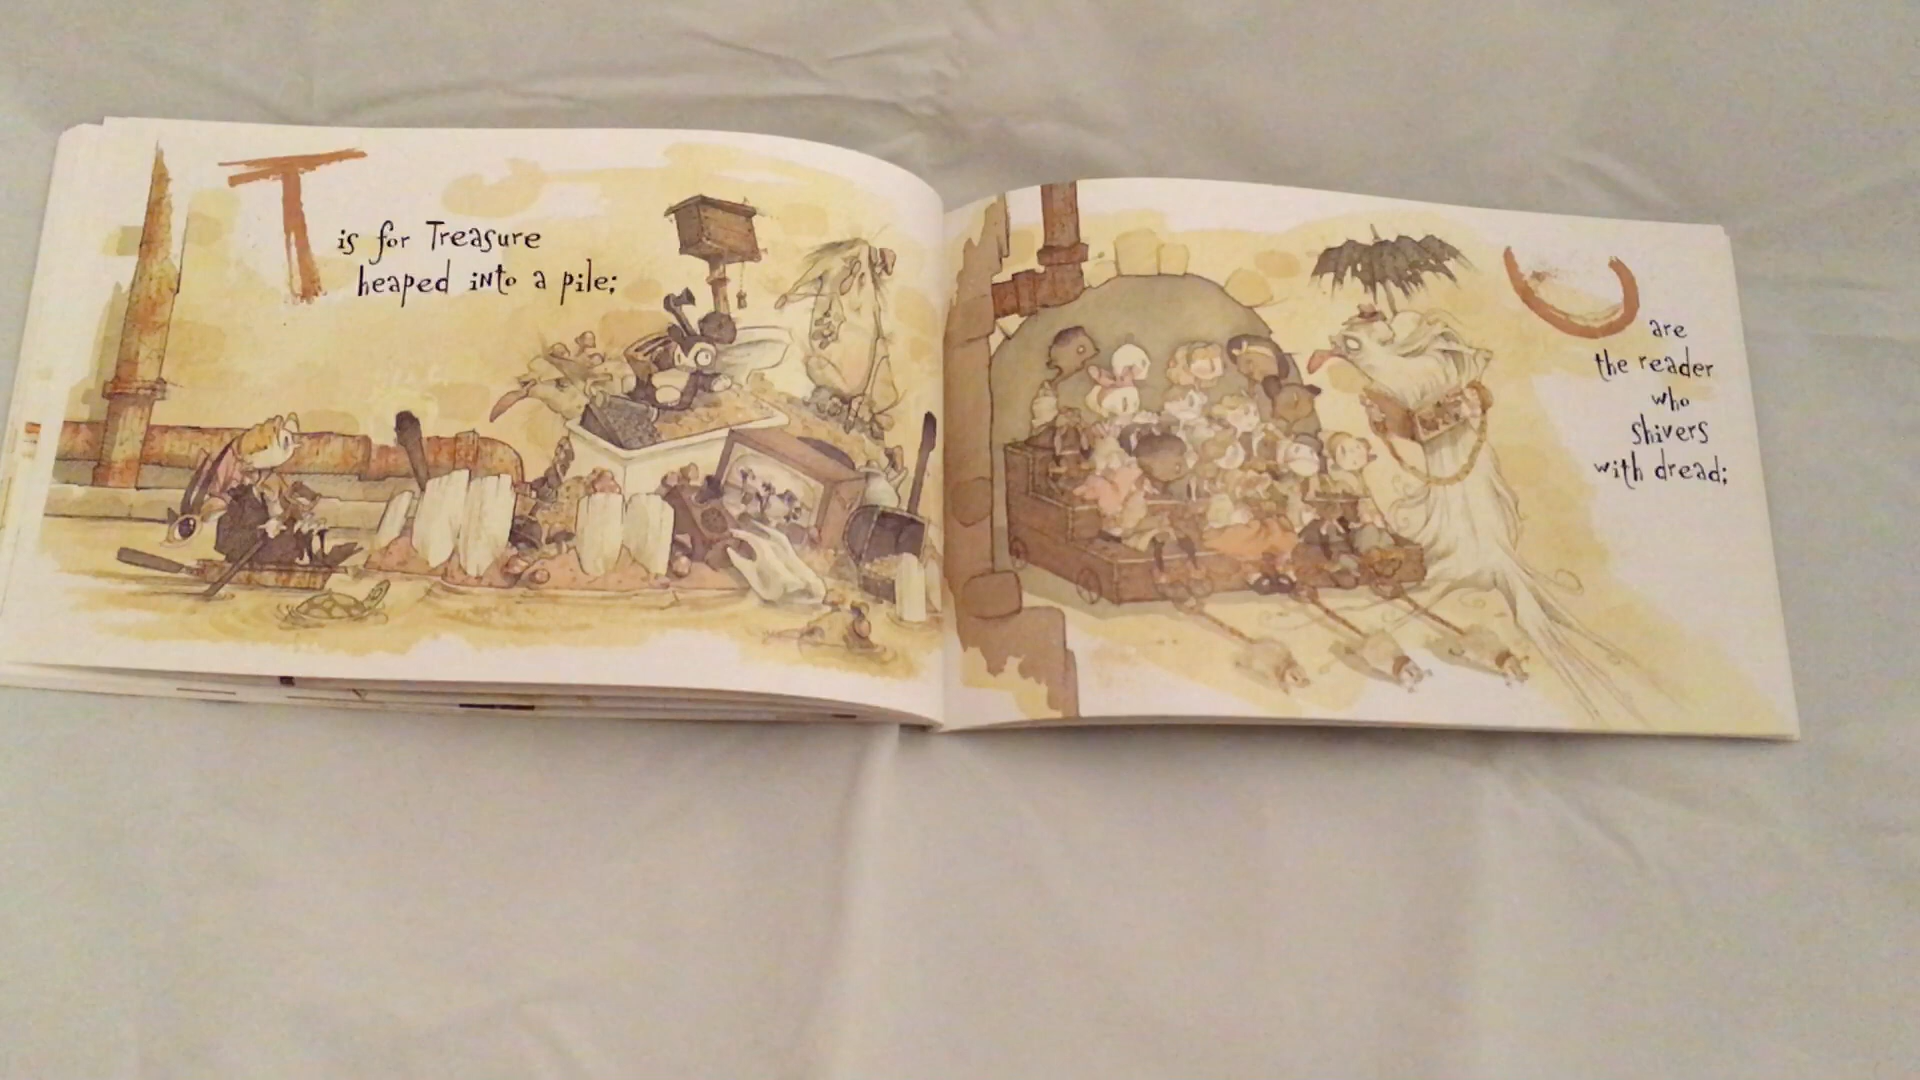 T
is for Treasure
heaped into a pile;
U
are
the reader
who
shivers
with dread;